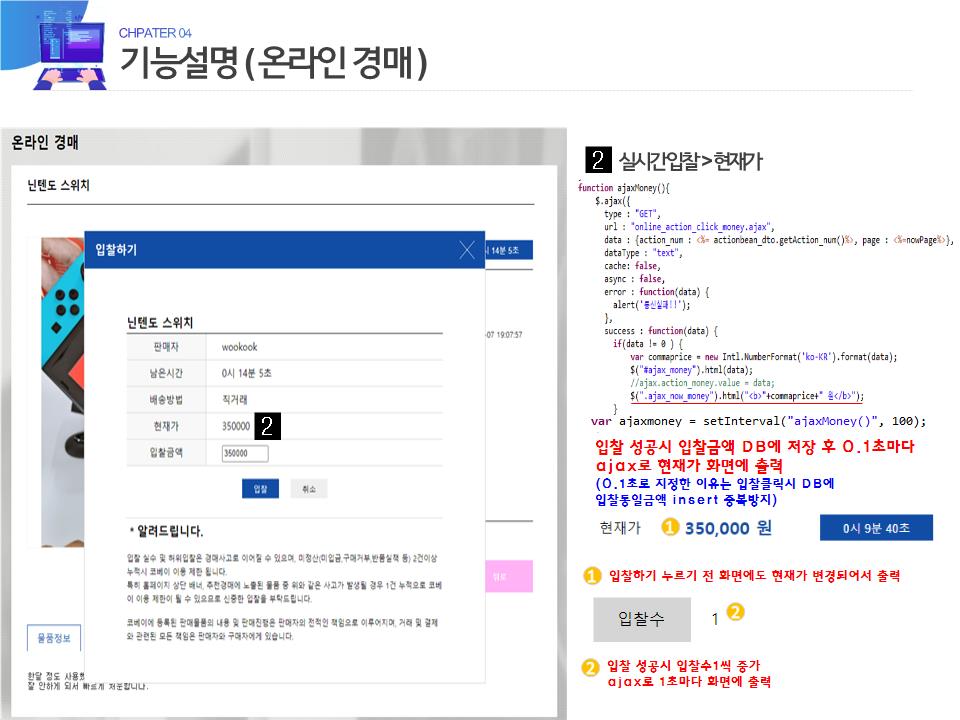 CHPATER 04
기능설명 ( 온라인 경매 )
온라인 경매
닌텐도 스위치
입찰하기
시 14분 5초
-07 19:07:57
닌텐도 스위치
판매자 wookook
남은시간 0시 14분 5초
배송방법 직거래
현재가 350000 2
입찰금액 350000
입찰 취소
* 알려드립니다.
입찰 실수 및 허위입찰은 경매사고로 이어질 수 있으며, 미정산(미입금,구매거부,반품실적 등) 2건이상
누적시 코베이 이용 제한 됩니다.
특히 홈페이지 상단 배너, 추천경매에 노출된 물품 중 위와 같은 사고가 발생될 경우 1건 누적으로 코베
이 이용 제한이 될 수 있으므로 신중한 입찰을 부탁드립니다.
코베이에 등록된 판매물품의 내용 및 판매진행은 판매자의 전적인 책임으로 이루어지며, 거래 및 결제
와 관련된 모든 책임은 판매자와 구매자에게 있습니다.
물품정보
한달 정도 사용했
잘 안하게 되서 빠르게 처분합니다.
2 실시간입찰 > 현재가
function ajaxMoney(){
$.ajax({
type : "GET",
url : "online_action_click_money.ajax",
data : {action_num : <%= actionbean_dto.getAction_num()%>, page : <%=nowPage%>},
dataType : "text",
cache: false,
async : false,
error : function(data) {
alert('통신실패!!');
},
success : function(data) {
if(data != 0 ) {
var commaprice = new Intl.NumberFormat('ko-KR').format(data);
$("#ajax_money").html(data);
//ajax.action_money.value = data;
$(".ajax_now_money").html("<b>"+commaprice+" 원</b>");
}
var ajaxmoney = setInterval("ajaxMoney()", 100);
입찰 성공시 입찰금액 DB에 저장 후 0.1초마다
ajax로 현재가 화면에 출력
(0.1초로 지정한 이유는 입찰클릭시 DB에
입찰동일금액 insert 중복방지)
현재가 1 350,000 원 0시 9분 40초
1 입찰하기 누르기 전 화면에도 현재가 변경되어서 출력
입찰수 1 2
2 입찰 성공시 입찰수1씩 증가
ajax로 1초마다 화면에 출력